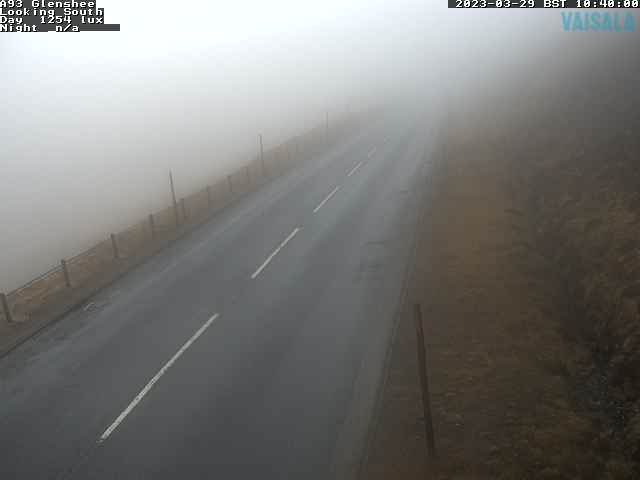 A93 Glenshee
Looking South
Day 1254 lux
Night n/a
2023-03-29 BST 10:40:00
VAISALA